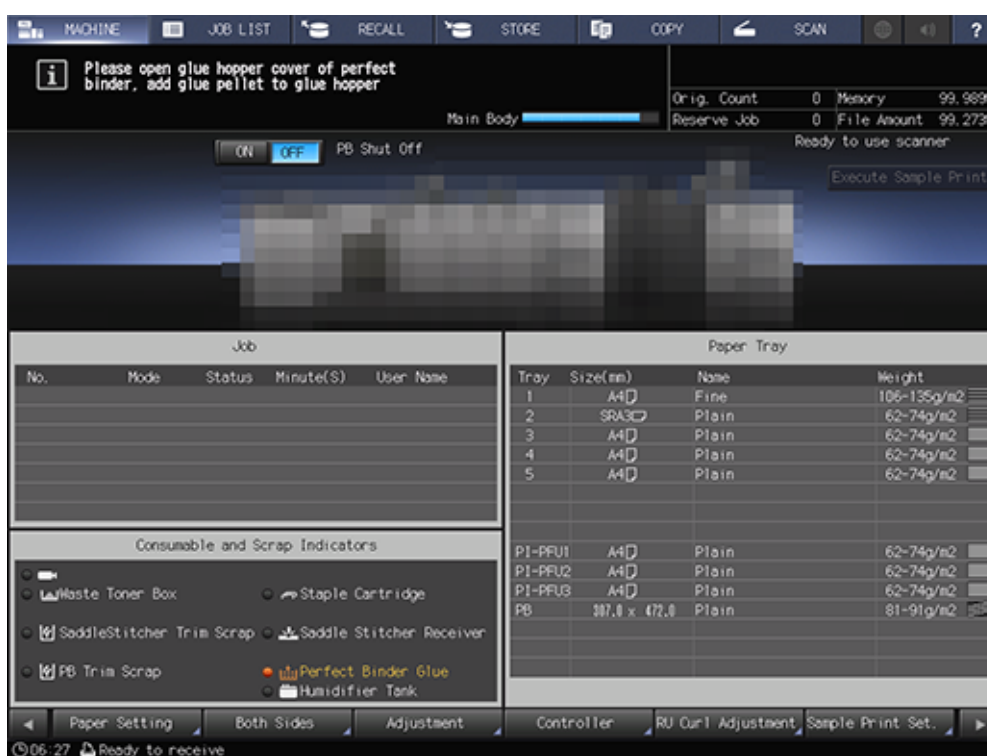 MACHINE JOB LIST RECALL STORE COPY SCAN ?
Please open glue hopper cover of perfect
binder, add glue pellet to glue hopper
Main Body
Orig. Count 0 Memory 99.989
Reserve Job 0 File Amount 99.273
Ready to use scanner
ON OFF PB Shut Off
Execute Sample Print
Job
No. Mode Status Minute(S) User Name
Paper Tray
Tray Size(mm) Name Weight
1 A4 Fine 106-135g/m2
2 SRA3 Plain 62-74g/m2
3 A4 Plain 62-74g/m2
4 A4 Plain 62-74g/m2
5 A4 Plain 62-74g/m2
PI-PFU1 A4 Plain 62-74g/m2
PI-PFU2 A4 Plain 62-74g/m2
PI-PFU3 A4 Plain 62-74g/m2
PB 307.0 x 472.0 Plain 81-91g/m2
Consumable and Scrap Indicators
Waste Toner Box Staple Cartridge
SaddleStitcher Trim Scrap Saddle Stitcher Receiver
PB Trim Scrap Perfect Binder Glue
Humidifier Tank
Paper Setting Both Sides Adjustment Controller RU Curl Adjustment Sample Print Set.
06:27 Ready to receive